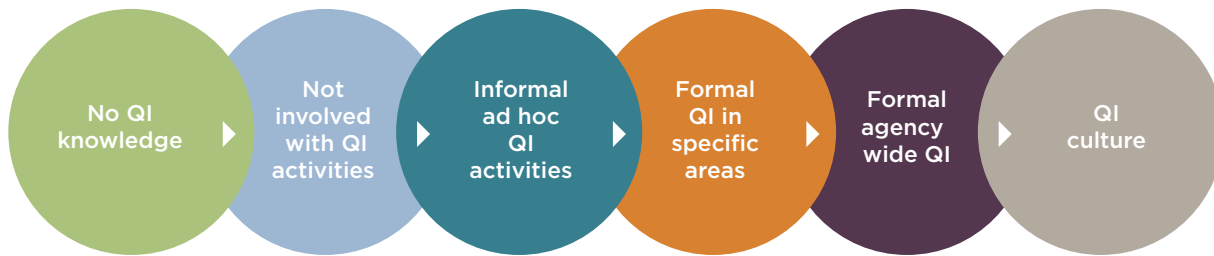 No QI
knowledge
Not
involved
with QI
activities
Informal
ad hoc
QI
activities
Formal
QI in
specific
areas
Formal
agency
wide QI
QI
culture